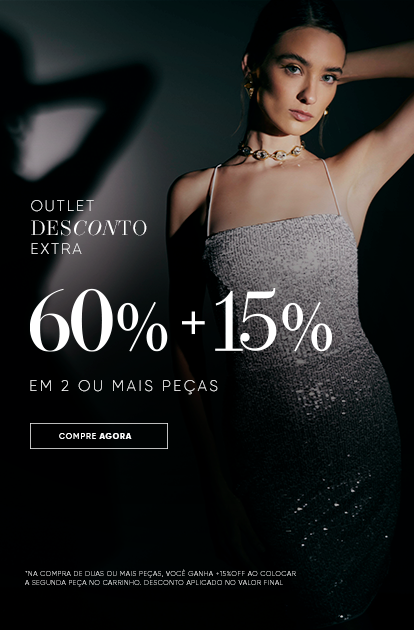 OUTLET
DESCONTO
EXTRA
60% + 15%
EM 2 OU MAIS PEÇAS
COMPRE AGORA
*NA COMPRA DE DUAS OU MAIS PEÇAS, VOCÊ GANHA +15%OFF AO COLOCAR
A SEGUNDA PEÇA NO CARRINHO. DESCONTO APLICADO NO VALOR FINAL